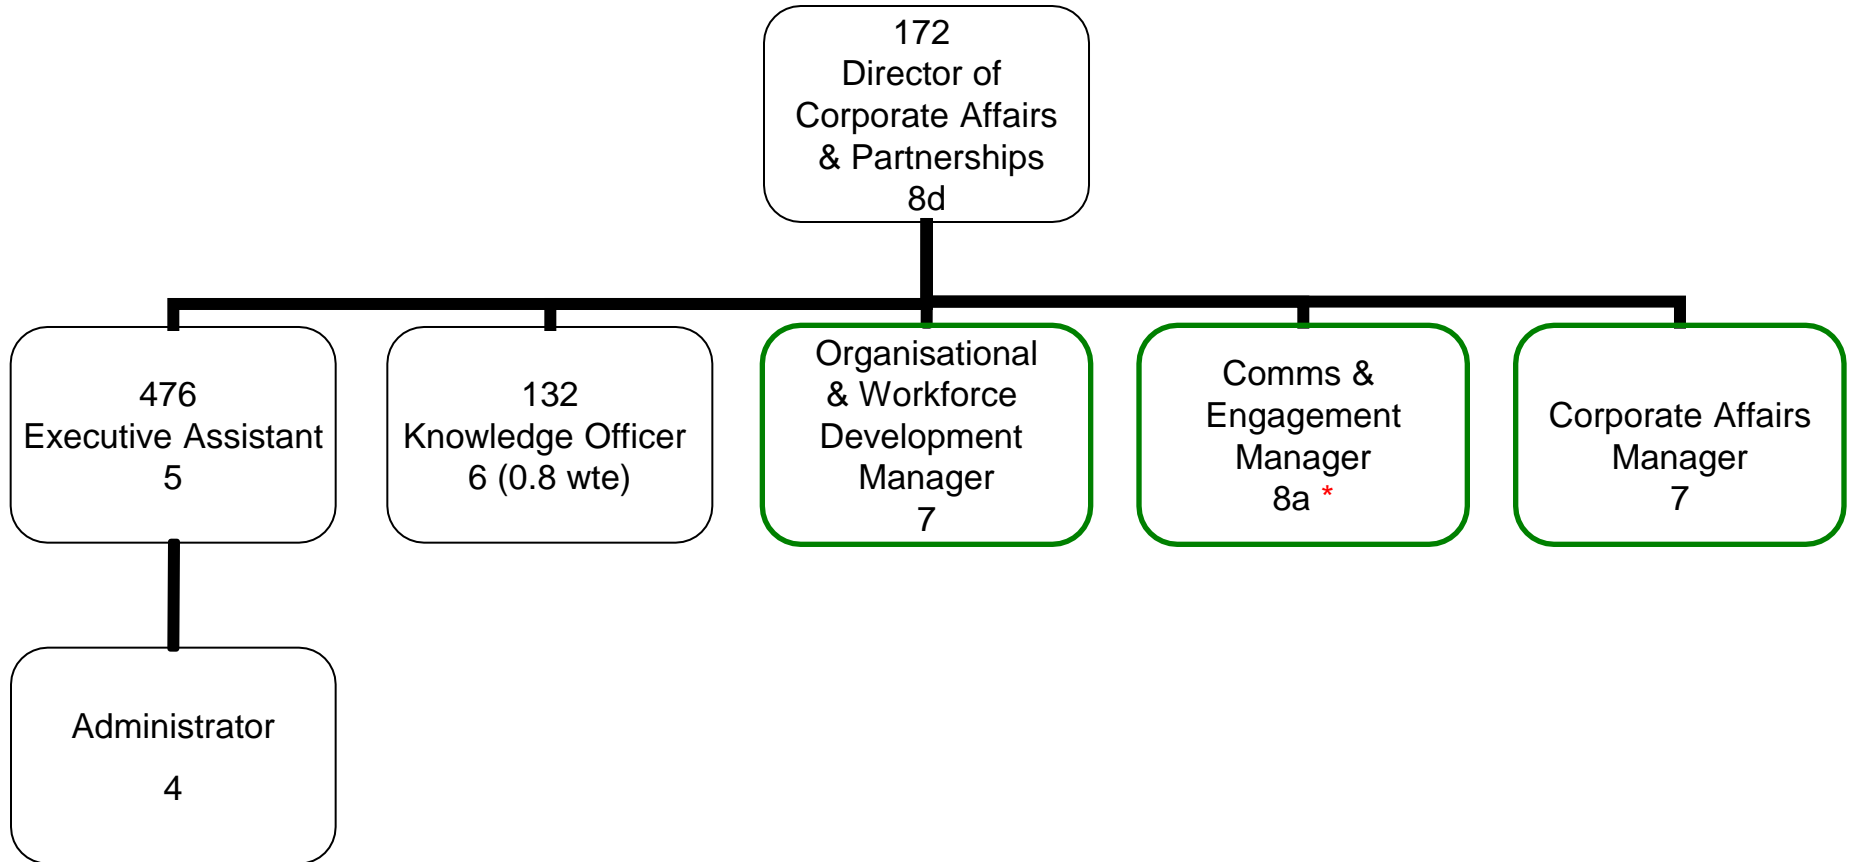 172
Director of
Corporate Affairs
& Partnerships
8d
476
Executive Assistant
5
132
Knowledge Officer
6 (0.8 wte)
Organisational
& Workforce
Development
Manager
7
Comms &
Engagement
Manager
8a *
Corporate Affairs
Manager
7
Administrator
4